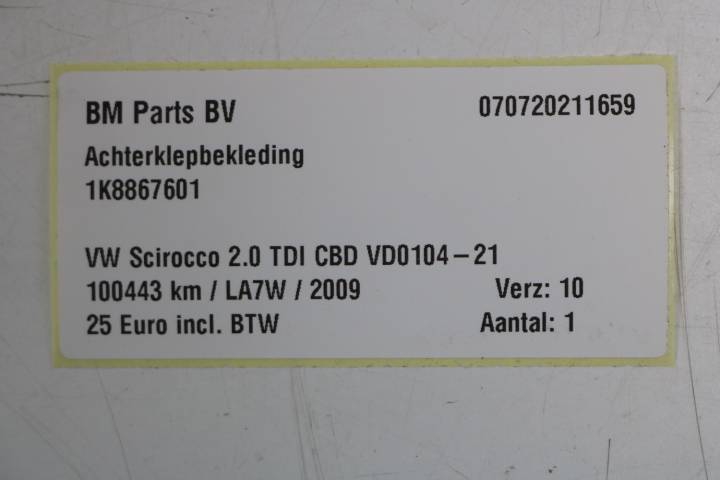 BM Parts BV 070720211659
Achterklepbekleding
1K8867601
VW Scirocco 2.0 TDI CBD VD0104-21
100443 km / LA7W / 2009 Verz: 10
25 Euro incl. BTW Aantal: 1